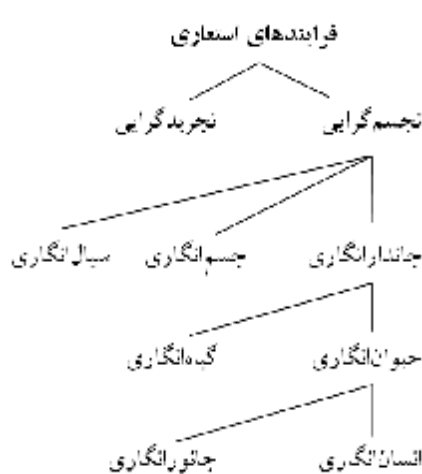 فرایندهای استعاری
تجسم‌گرایی تجریدگرایی
جاندارانگاری جسم‌انگاری سیال‌انگاری
حیوان‌انگاری گیاه‌انگاری
انسان‌انگاری جانورانگاری